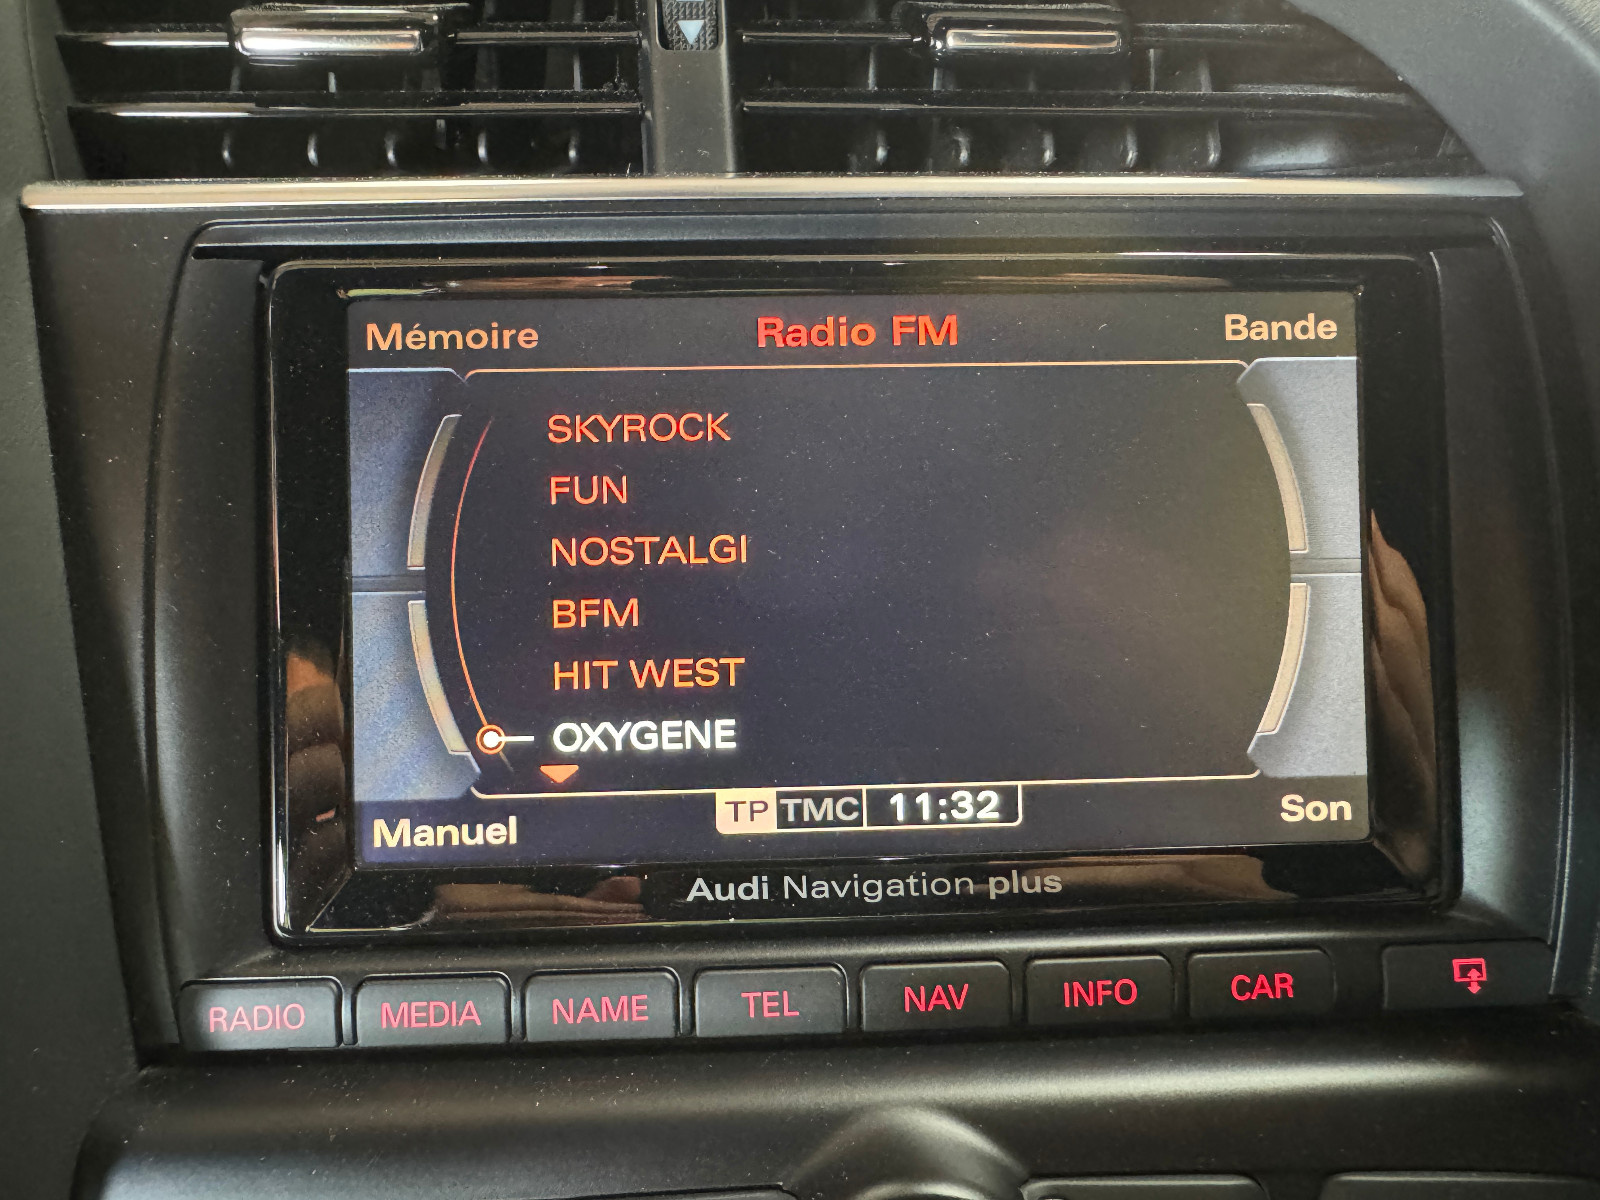 Mémoire Radio FM Bande
SKYROCK
FUN
NOSTALGI
BFM
HIT WEST
OXYGENE
Manuel TP TMC 11:32 Son
Audi Navigation plus
RADIO MEDIA NAME TEL NAV INFO CAR